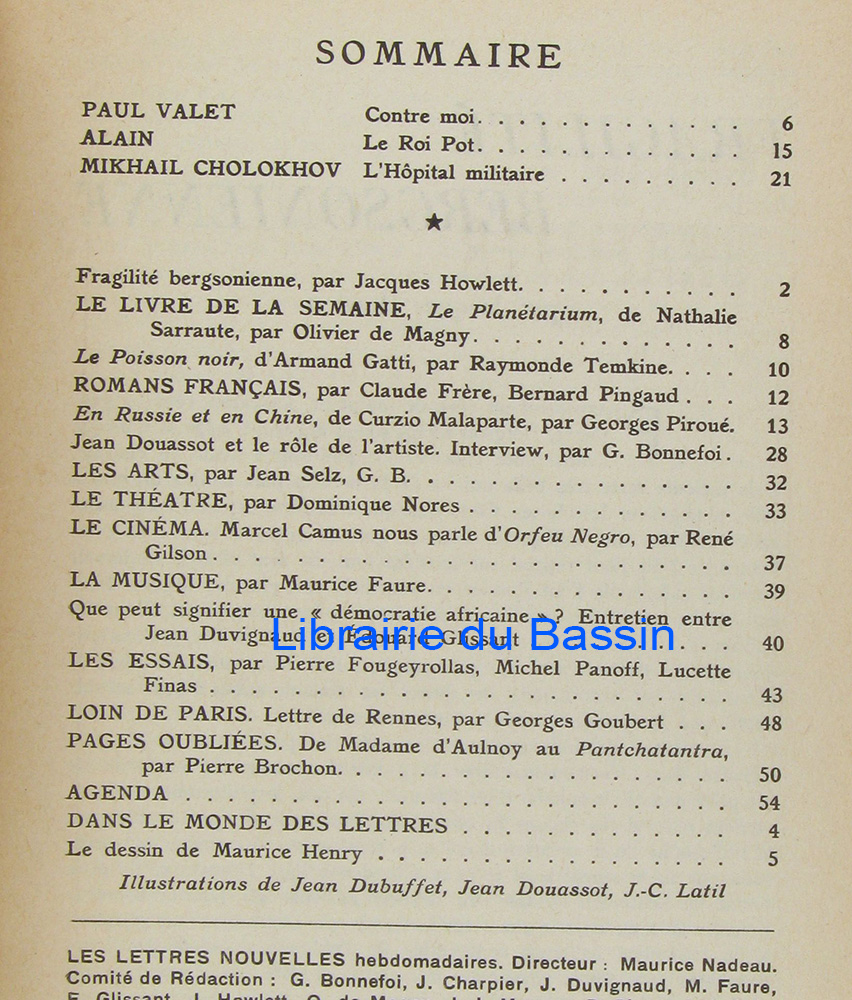 SOMMAIRE
PAUL VALET Contre moi. . . . . . . . . . . . . 6
ALAIN Le Roi Pot. . . . . . . . . . . . . 15
MIKHAIL CHOLOKHOV L'Hôpital militaire . . . . . . . . . 21
★
Fragilité bergsonienne, par Jacques Howlett. . . . . . . . . . 2
LE LIVRE DE LA SEMAINE, Le Planétarium, de Nathalie
Sarraute, par Olivier de Magny. . . . . . . . . . . . 8
Le Poisson noir, d'Armand Gatti, par Raymonde Temkine. . . . 10
ROMANS FRANÇAIS, par Claude Frère, Bernard Pingaud . . . 12
En Russie et en Chine, de Curzio Malaparte, par Georges Piroué. 13
Jean Douassot et le rôle de l'artiste. Interview, par G. Bonnefoi. 28
LES ARTS, par Jean Selz, G. B. . . . . . . . . . . . . . 32
LE THÉATRE, par Dominique Nores . . . . . . . . . . . . 33
LE CINÉMA. Marcel Camus nous parle d'Orfeu Negro, par René
Gilson . . . . . . . . . . . . . . . . . . . . . . 37
LA MUSIQUE, par Maurice Faure. . . . . . . . . . . . . 39
Que peut signifier une « démocratie africaine » ? Entretien entre
Jean Duvignaud et Édouard Glissant . . . . . 40
Librairie du Bassin
LES ESSAIS, par Pierre Fougeyrollas, Michel Panoff, Lucette
Finas . . . . . . . . . . . . . . . . . . . . . . 43
LOIN DE PARIS. Lettre de Rennes, par Georges Goubert . . . 48
PAGES OUBLIÉES. De Madame d'Aulnoy au Pantchatantra,
par Pierre Brochon. . . . . . . . . . . . . . . . . 50
AGENDA . . . . . . . . . . . . . . . . . . . . . . . 54
DANS LE MONDE DES LETTRES . . . . . . . . . . . . 4
Le dessin de Maurice Henry . . . . . . . . . . . . . . . . 5
Illustrations de Jean Dubuffet, Jean Douassot, J.-C. Latil
LES LETTRES NOUVELLES hebdomadaires. Directeur : Maurice Nadeau.
Comité de Rédaction : G. Bonnefoi, J. Charpier, J. Duvignaud, M. Faure,
E. Glissant, J. Howlett,